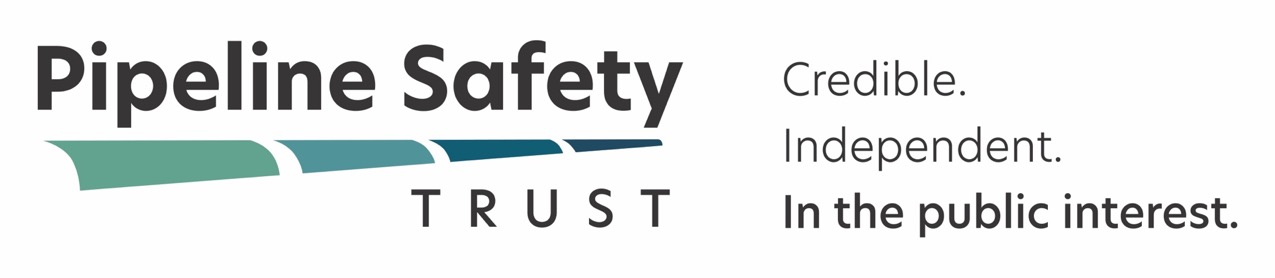 Pipeline Safety
TRUST
Credible.
Independent.
In the public interest.